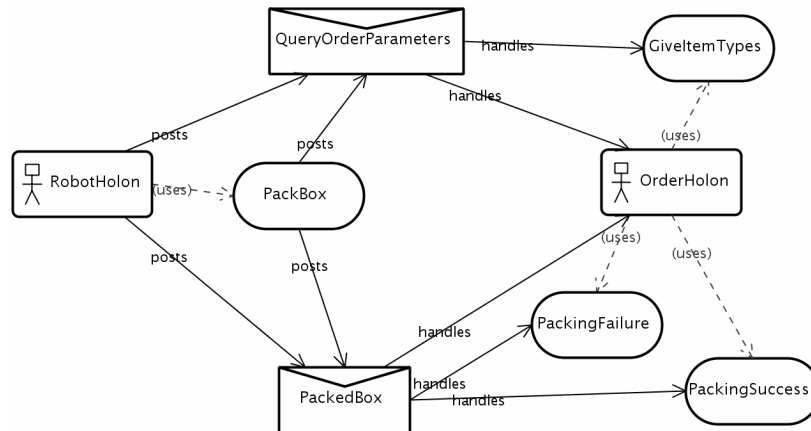 QueryOrderParameters
handles
GiveItemTypes
handles
posts
posts
(uses)
RobotHolon
(uses)
PackBox
OrderHolon
posts
posts
(uses)
(uses)
handles
PackingFailure
handles
PackedBox
handles
PackingSuccess